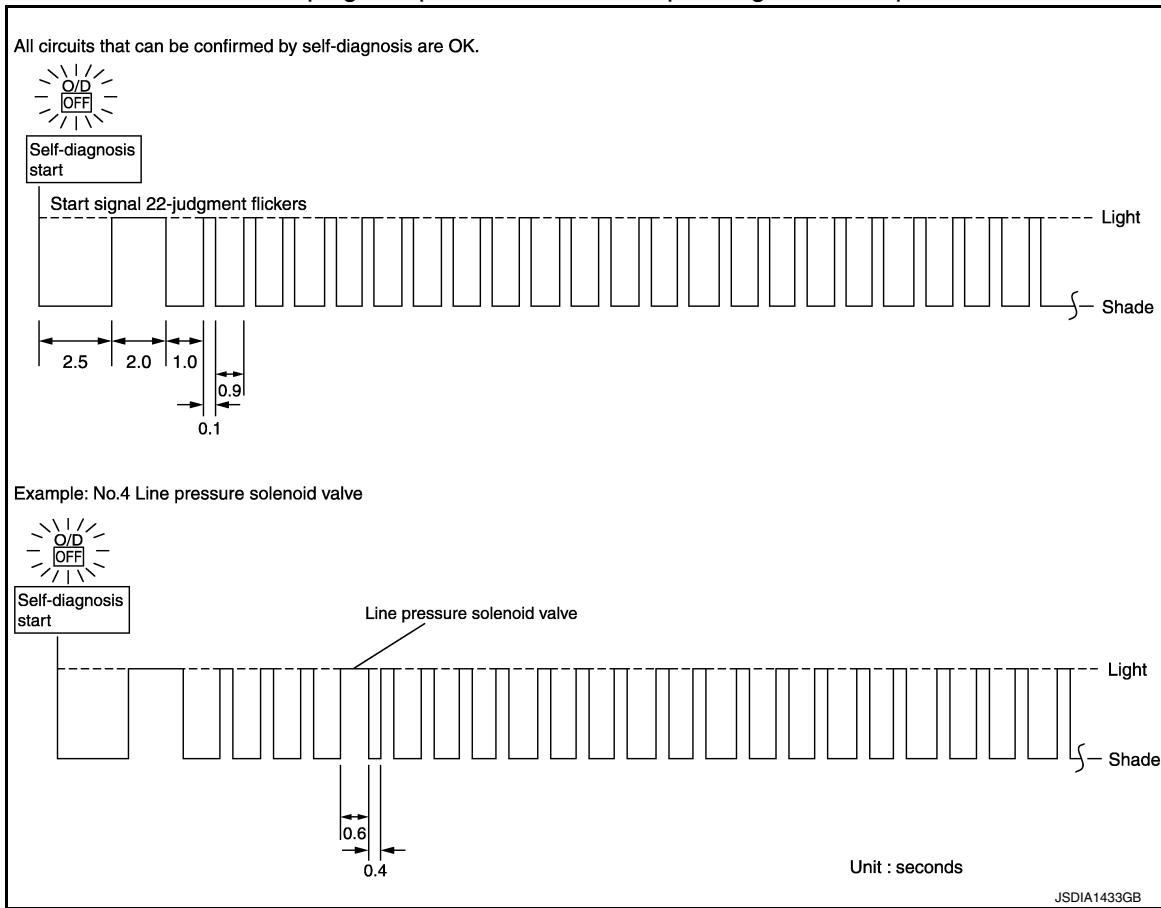 All circuits that can be confirmed by self-diagnosis are OK.
O/D
OFF
Self-diagnosis
start
Start signal 22-judgment flickers
Light
Shade
2.5
2.0
1.0
0.9
0.1
Example: No.4 Line pressure solenoid valve
O/D
OFF
Self-diagnosis
start
Line pressure solenoid valve
Light
Shade
0.6
0.4
Unit : seconds
JSDIA1433GB